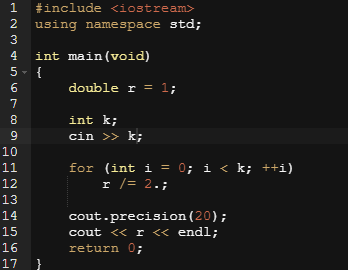 1 #include <iostream>
2 using namespace std;
3
4 int main(void)
5 {
6 double r = 1;
7
8 int k;
9 cin >> k;
10
11 for (int i = 0; i < k; ++i)
12 r /= 2.;
13
14 cout.precision(20);
15 cout << r << endl;
16 return 0;
17 }